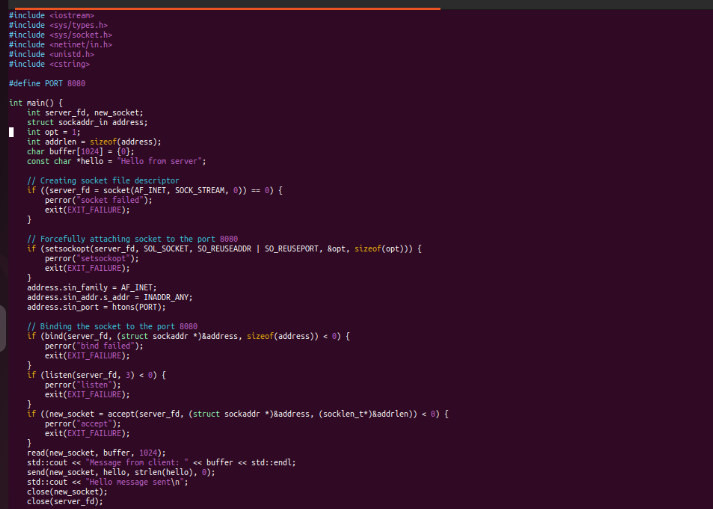 #include <iostream>
#include <sys/types.h>
#include <sys/socket.h>
#include <netinet/in.h>
#include <unistd.h>
#include <cstring>

#define PORT 8080

int main() {
    int server_fd, new_socket;
    struct sockaddr_in address;
    int opt = 1;
    int addrlen = sizeof(address);
    char buffer[1024] = {0};
    const char *hello = "Hello from server";

    // Creating socket file descriptor
    if ((server_fd = socket(AF_INET, SOCK_STREAM, 0)) == 0) {
        perror("socket failed");
        exit(EXIT_FAILURE);
    }

    // Forcefully attaching socket to the port 8080
    if (setsockopt(server_fd, SOL_SOCKET, SO_REUSEADDR | SO_REUSEPORT, &opt, sizeof(opt))) {
        perror("setsockopt");
        exit(EXIT_FAILURE);
    }
    address.sin_family = AF_INET;
    address.sin_addr.s_addr = INADDR_ANY;
    address.sin_port = htons(PORT);

    // Binding the socket to the port 8080
    if (bind(server_fd, (struct sockaddr *)&address, sizeof(address)) < 0) {
        perror("bind failed");
        exit(EXIT_FAILURE);
    }
    if (listen(server_fd, 3) < 0) {
        perror("listen");
        exit(EXIT_FAILURE);
    }
    if ((new_socket = accept(server_fd, (struct sockaddr *)&address, (socklen_t*)&addrlen)) < 0) {
        perror("accept");
        exit(EXIT_FAILURE);
    }
    read(new_socket, buffer, 1024);
    std::cout << "Message from client: " << buffer << std::endl;
    send(new_socket, hello, strlen(hello), 0);
    std::cout << "Hello message sent\n";
    close(new_socket);
    close(server_fd);